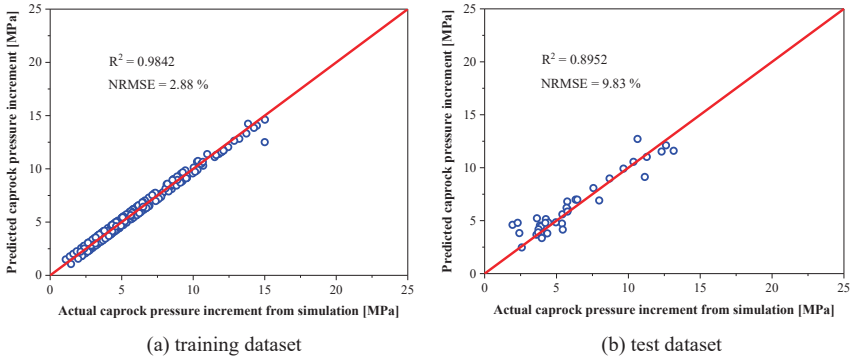 Predicted caprock pressure increment [MPa]
25
20
15
10
5
0
R² = 0.9842
NRMSE = 2.88 %
0 5 10 15 20 25
Actual caprock pressure increment from simulation [MPa]
(a) training dataset
Predicted caprock pressure increment [MPa]
25
20
15
10
5
0
R² = 0.8952
NRMSE = 9.83 %
0 5 10 15 20 25
Actual caprock pressure increment from simulation [MPa]
(b) test dataset